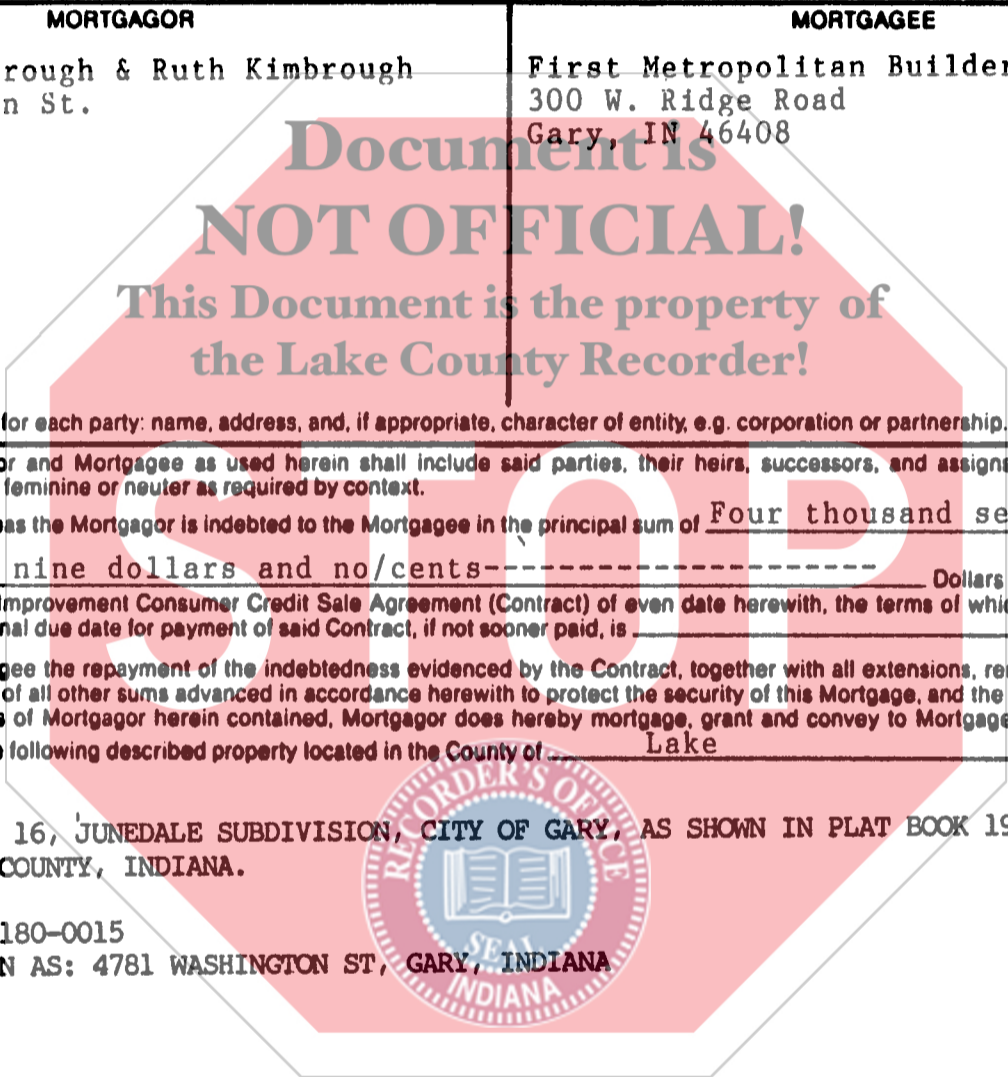 MORTGAGOR
MORTGAGEE
rough & Ruth Kimbrough
n St.
First Metropolitan Builder
300 W. Ridge Road
Gary, IN 46408
Document is
NOT OFFICIAL!
This Document is the property of
the Lake County Recorder!
for each party: name, address, and, if appropriate, character of entity, e.g. corporation or partnership.
or and Mortgagee as used herein shall include said parties, their heirs, successors, and assigns
feminine or neuter as required by context.
as the Mortgagor is indebted to the Mortgagee in the principal sum of Four thousand se
nine dollars and no/cents---------------------- Dollars
mprovement Consumer Credit Sale Agreement (Contract) of even date herewith, the terms of whi
nal due date for payment of said Contract, if not sooner paid, is
gee the repayment of the indebtedness evidenced by the Contract, together with all extensions, re
of all other sums advanced in accordance herewith to protect the security of this Mortgage, and the
s of Mortgagor herein contained, Mortgagor does hereby mortgage, grant and convey to Mortgage
following described property located in the County of Lake
STOP
16, JUNEDALE SUBDIVISION, CITY OF GARY, AS SHOWN IN PLAT BOOK 19
COUNTY, INDIANA.
180-0015
N AS: 4781 WASHINGTON ST, GARY, INDIANA
RECORDER'S OFFICE
SEAL
INDIANA